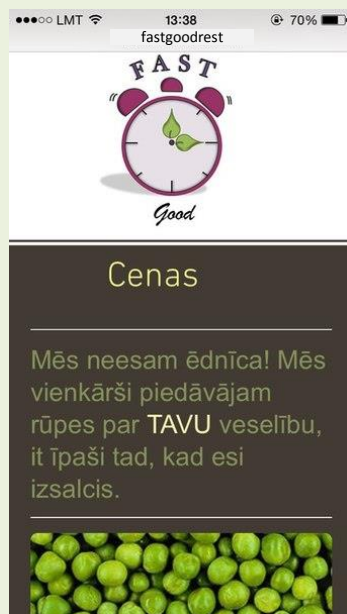 LMT 13:38 70%
fastgoodrest
FAST
Good
Cenas
Mēs neesam ēdnīca! Mēs
vienkārši piedāvājam
rūpes par TAVU veselību,
it īpaši tad, kad esi
izsalcis.